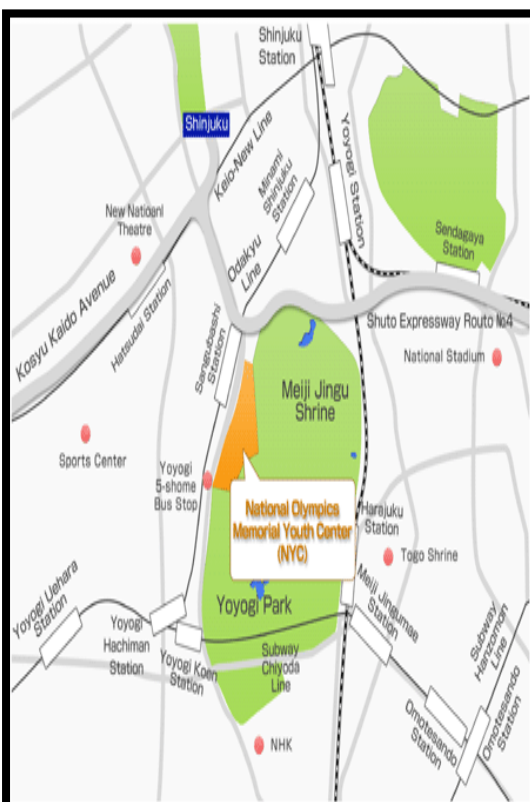 Shinjuku
Station
Shinjuku
Keio-New Line
Yoyogi Station
Minami
Shinjuku
Station
New Natioanl
Theatre
Sendagaya
Station
Odakyu
Line
Kosyu Kaido Avenue
Hatsudai Station
Shuto Expressway Routo №4
Sangubashi
Station
National Stadium
Meiji Jingu
Shrine
Sports Center
Yoyogi
5-shome
Bus Stop
National Olympics
Memorial Youth Center
(NYC)
Harajuku
Station
Togo Shrine
Yoyogi Uehara
Station
Yoyogi
Hachiman
Station
Yoyogi Park
Meiji Jingumae
Station
Yoyogi Koen
Station
Subway
Chiyoda
Line
Subway
Hanzomon
Line
Omotesando
Station
Omotesando
Station
NHK